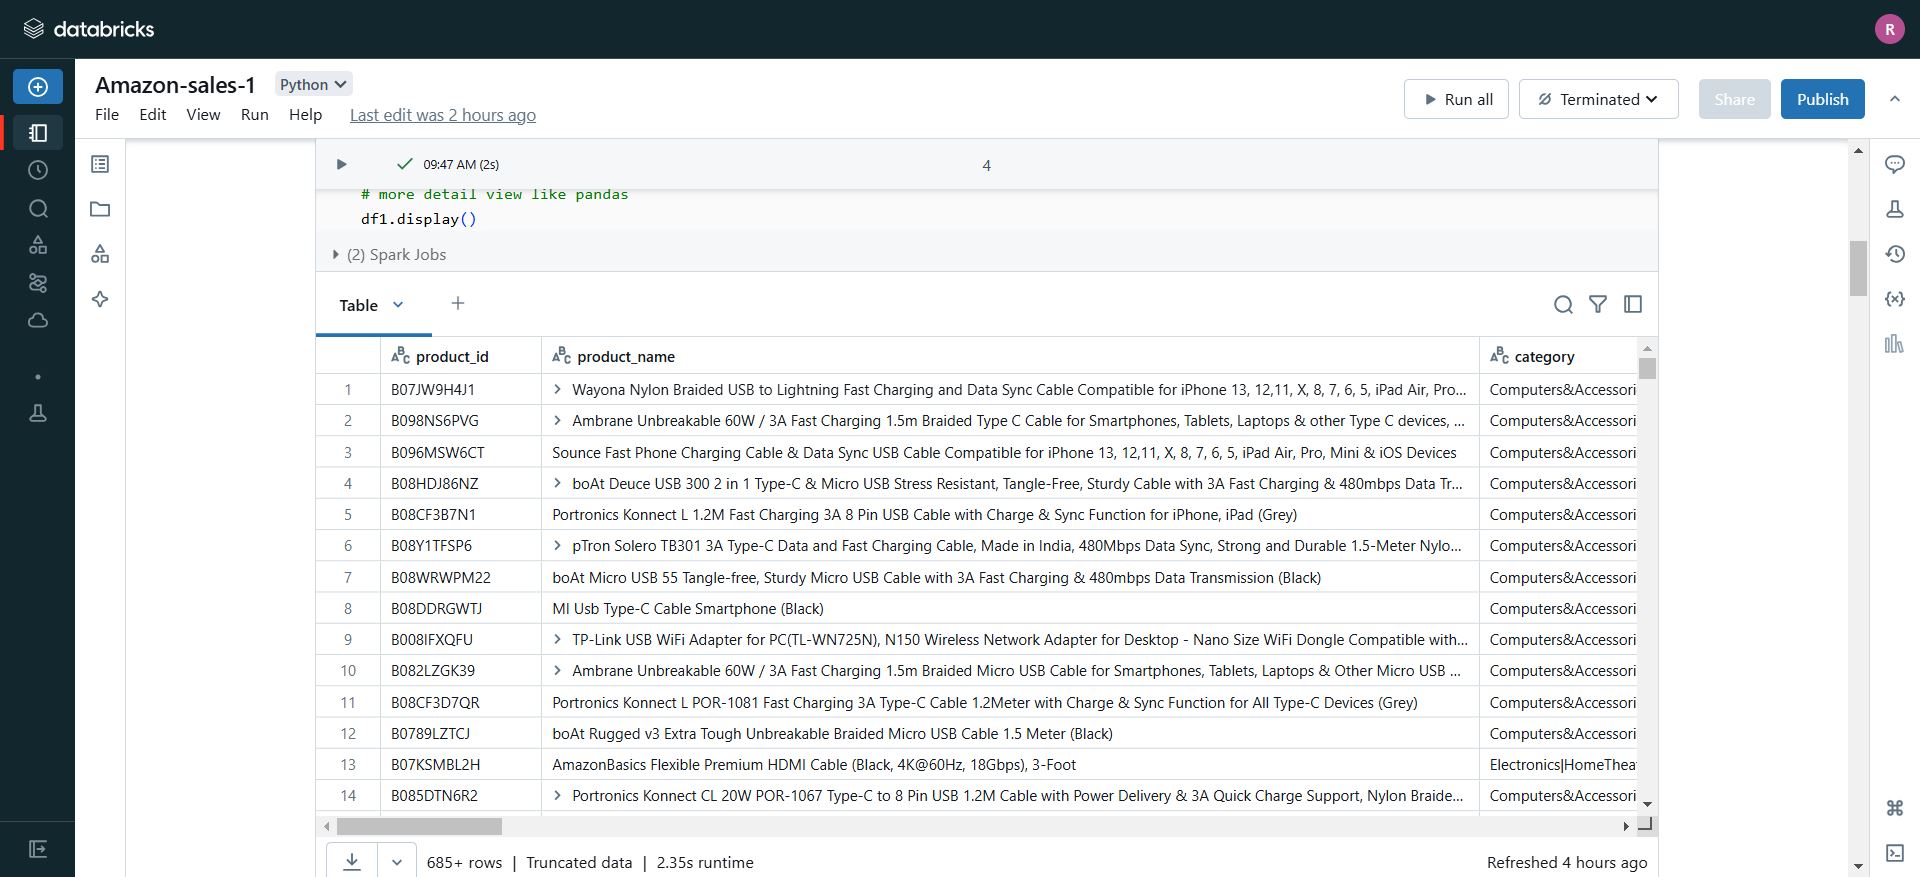 databricks
R
Amazon-sales-1 Python
File Edit View Run Help Last edit was 2 hours ago
Run all Terminated Share Publish
09:47 AM (2s) 4
# more detail view like pandas
df1.display()
(2) Spark Jobs
Table +
ABC product_id ABC product_name ABC category
1 B07JW9H4J1 Wayona Nylon Braided USB to Lightning Fast Charging and Data Sync Cable Compatible for iPhone 13, 12,11, X, 8, 7, 6, 5, iPad Air, Pro... Computers&Accessori
2 B098NS6PVG Ambrane Unbreakable 60W / 3A Fast Charging 1.5m Braided Type C Cable for Smartphones, Tablets, Laptops & other Type C devices, ... Computers&Accessori
3 B096MSW6CT Sounce Fast Phone Charging Cable & Data Sync USB Cable Compatible for iPhone 13, 12,11, X, 8, 7, 6, 5, iPad Air, Pro, Mini & iOS Devices Computers&Accessori
4 B08HDJ86NZ boAt Deuce USB 300 2 in 1 Type-C & Micro USB Stress Resistant, Tangle-Free, Sturdy Cable with 3A Fast Charging & 480mbps Data Tr... Computers&Accessori
5 B08CF3B7N1 Portronics Konnect L 1.2M Fast Charging 3A 8 Pin USB Cable with Charge & Sync Function for iPhone, iPad (Grey) Computers&Accessori
6 B08Y1TFSP6 pTron Solero TB301 3A Type-C Data and Fast Charging Cable, Made in India, 480Mbps Data Sync, Strong and Durable 1.5-Meter Nylo... Computers&Accessori
7 B08WRWPM22 boAt Micro USB 55 Tangle-free, Sturdy Micro USB Cable with 3A Fast Charging & 480mbps Data Transmission (Black) Computers&Accessori
8 B08DDRGWTJ MI Usb Type-C Cable Smartphone (Black) Computers&Accessori
9 B008IFXQFU TP-Link USB WiFi Adapter for PC(TL-WN725N), N150 Wireless Network Adapter for Desktop - Nano Size WiFi Dongle Compatible with... Computers&Accessori
10 B082LZGK39 Ambrane Unbreakable 60W / 3A Fast Charging 1.5m Braided Micro USB Cable for Smartphones, Tablets, Laptops & Other Micro USB ... Computers&Accessori
11 B08CF3D7QR Portronics Konnect L POR-1081 Fast Charging 3A Type-C Cable 1.2Meter with Charge & Sync Function for All Type-C Devices (Grey) Computers&Accessori
12 B0789LZTCJ boAt Rugged v3 Extra Tough Unbreakable Braided Micro USB Cable 1.5 Meter (Black) Computers&Accessori
13 B07KSMBL2H AmazonBasics Flexible Premium HDMI Cable (Black, 4K@60Hz, 18Gbps), 3-Foot Electronics|HomeThea
14 B085DTN6R2 Portronics Konnect CL 20W POR-1067 Type-C to 8 Pin USB 1.2M Cable with Power Delivery & 3A Quick Charge Support, Nylon Braide... Computers&Accessori
685+ rows | Truncated data | 2.35s runtime Refreshed 4 hours ago